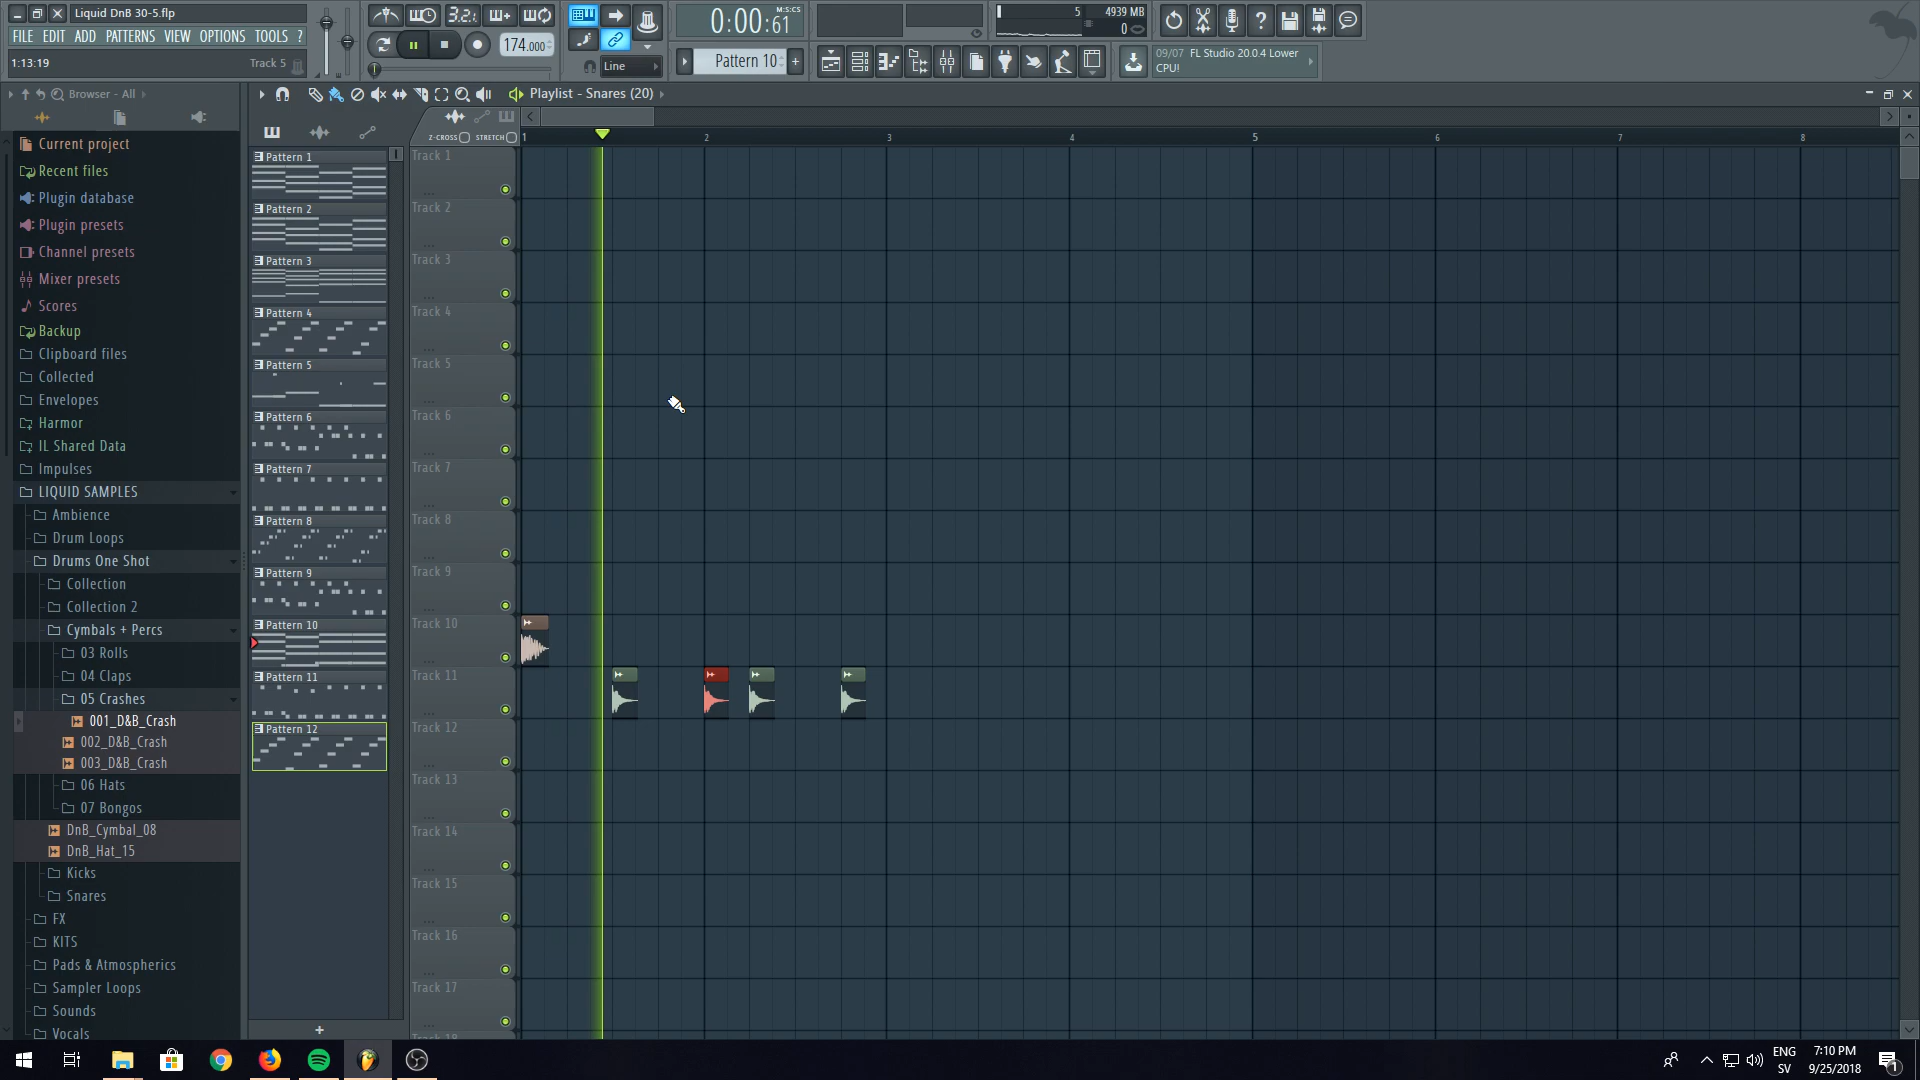 Liquid DnB 30-5.flp
FILE EDIT ADD PATTERNS VIEW OPTIONS TOOLS ?
1:13:19 Track 5
3.2.
174.000
Line
0:00:61
M:S:CS
Pattern 10 +
5 4939 MB
0
09/07 FL Studio 20.0.4 Lower
CPU!
Browser - All
Playlist - Snares (20)
Z-CROSS STRETCH
1 2 3 4 5 6 7 8
Current project
Recent files
Plugin database
Plugin presets
Channel presets
Mixer presets
Scores
Backup
Clipboard files
Collected
Envelopes
Harmor
IL Shared Data
Impulses
LIQUID SAMPLES
Ambience
Drum Loops
Drums One Shot
Collection
Collection 2
Cymbals + Percs
03 Rolls
04 Claps
05 Crashes
001_D&B_Crash
002_D&B_Crash
003_D&B_Crash
06 Hats
07 Bongos
DnB_Cymbal_08
DnB_Hat_15
Kicks
Snares
FX
KITS
Pads & Atmospherics
Sampler Loops
Sounds
Vocals
Pattern 1
Pattern 2
Pattern 3
Pattern 4
Pattern 5
Pattern 6
Pattern 7
Pattern 8
Pattern 9
Pattern 10
Pattern 11
Pattern 12
+
Track 1
Track 2
Track 3
Track 4
Track 5
Track 6
Track 7
Track 8
Track 9
Track 10
Track 11
Track 12
Track 13
Track 14
Track 15
Track 16
Track 17
ENG
SV
7:10 PM
9/25/2018
1